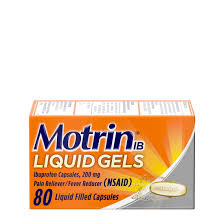 Motrin IB
LIQUID GELS
Ibuprofen Capsules, 200 mg
Pain Reliever/Fever Reducer (NSAID)
80 Liquid Filled Capsules